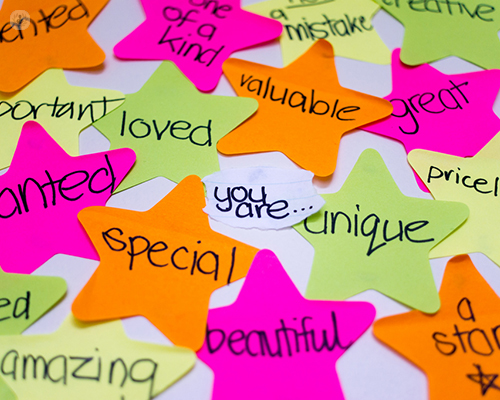 ented
one
of a
kind
a
mistake
creative
portant
loved
valuable
great
anted
you
are...
unique
pricel
special
ed
beautiful
a
star
amazing